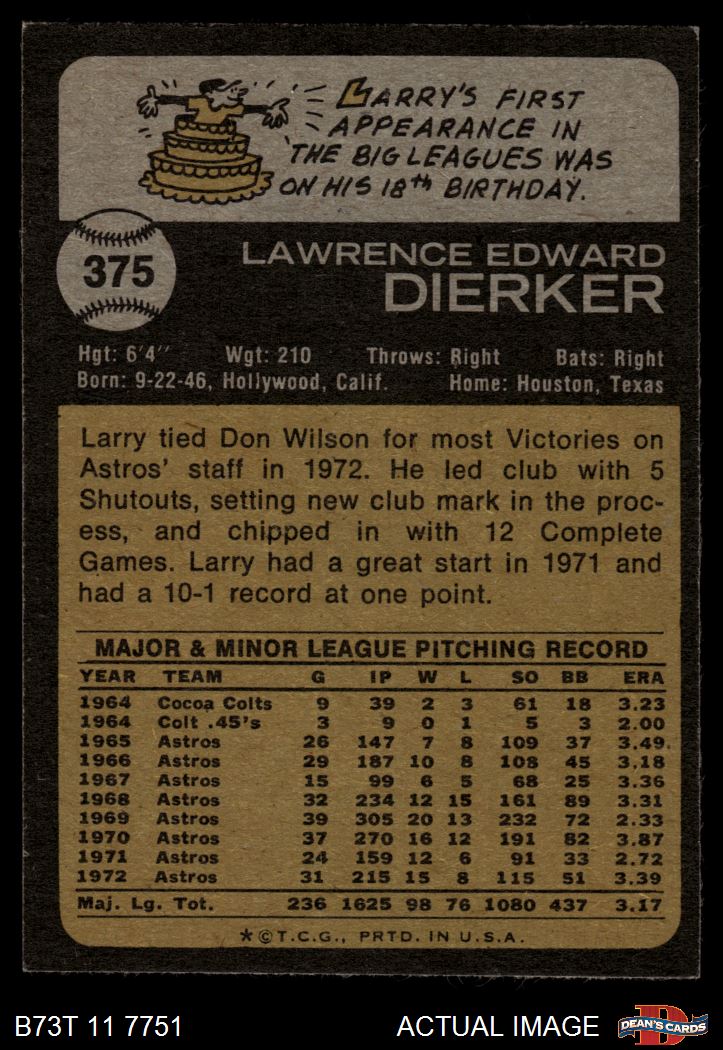 LARRY'S FIRST
APPEARANCE IN
THE BIG LEAGUES WAS
ON HIS 18th BIRTHDAY.
375
LAWRENCE EDWARD
DIERKER
Hgt: 6'4" Wgt: 210 Throws: Right Bats: Right
Born: 9-22-46, Hollywood, Calif. Home: Houston, Texas
Larry tied Don Wilson for most Victories on
Astros' staff in 1972. He led club with 5
Shutouts, setting new club mark in the proc-
ess, and chipped in with 12 Complete
Games. Larry had a great start in 1971 and
had a 10-1 record at one point.
MAJOR & MINOR LEAGUE PITCHING RECORD
YEAR TEAM G IP W L SO BB ERA
1964 Cocoa Colts 9 39 2 3 61 18 3.23
1964 Colt .45's 3 9 0 1 5 3 2.00
1965 Astros 26 147 7 8 109 37 3.49.
1966 Astros 29 187 10 8 108 45 3.18
1967 Astros 15 99 6 5 68 25 3.36
1968 Astros 32 234 12 15 161 89 3.31
1969 Astros 39 305 20 13 232 72 2.33
1970 Astros 37 270 16 12 191 82 3.87
1971 Astros 24 159 12 6 91 33 2.72
1972 Astros 31 215 15 8 115 51 3.39
Maj. Lg. Tot. 236 1625 98 76 1080 437 3.17
*©T.C.G., PRTD. IN U.S.A.
B73T 11 7751 ACTUAL IMAGE
D
DEAN'S CARDS